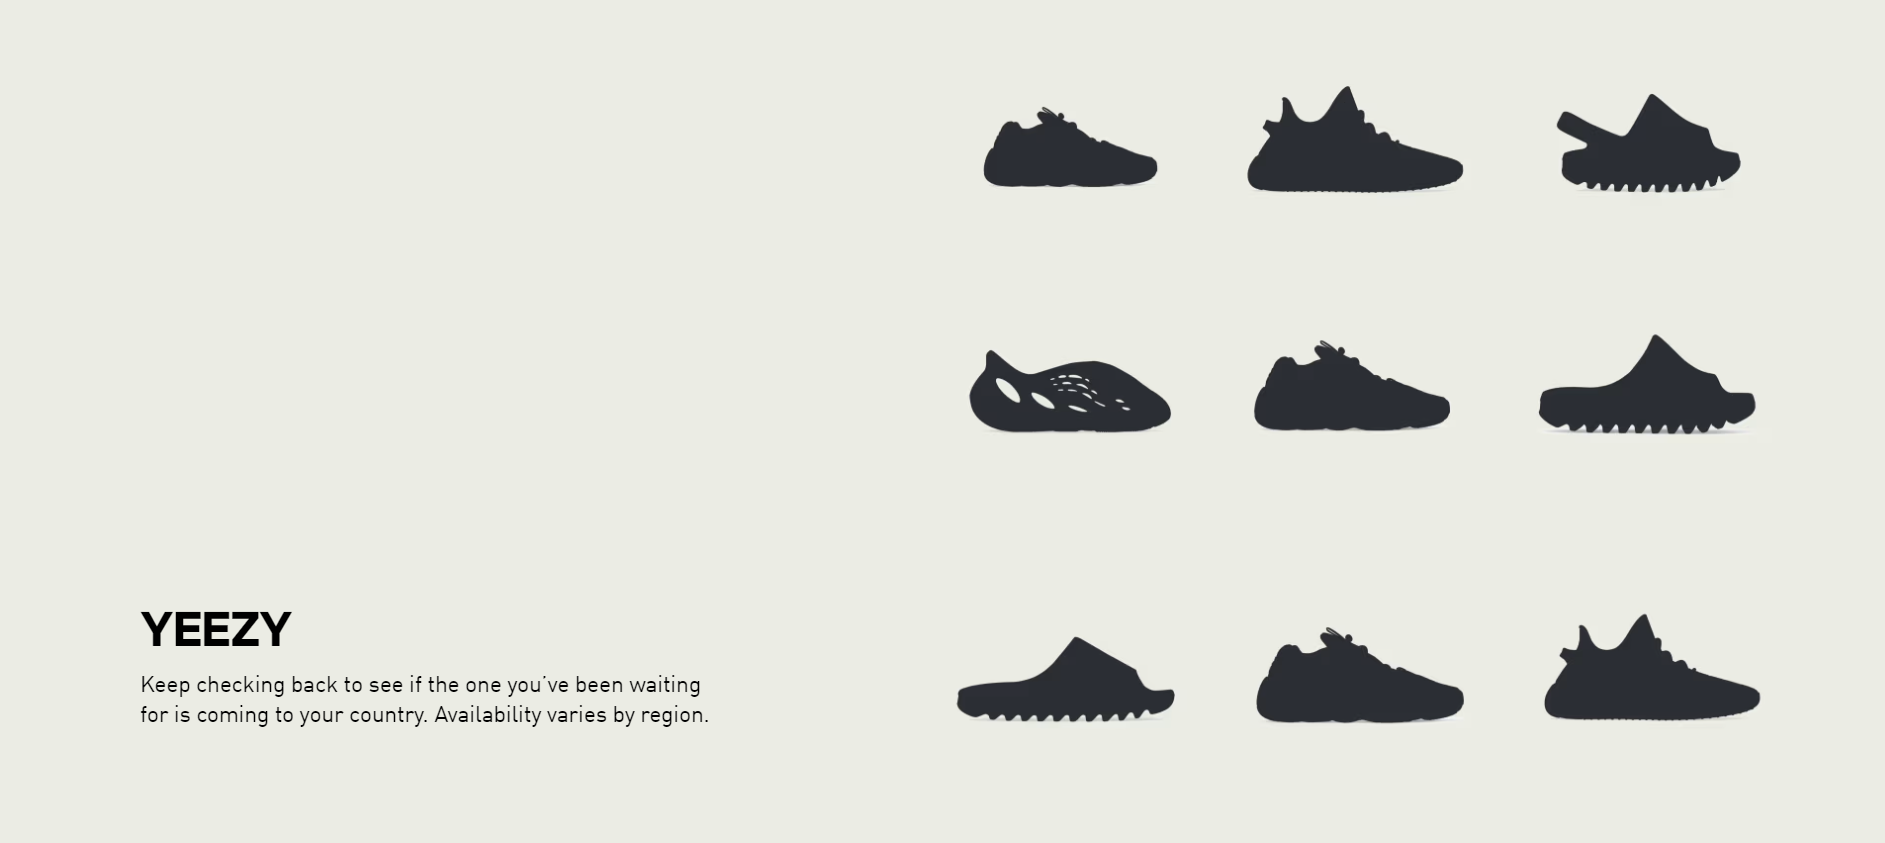 YEEZY
Keep checking back to see if the one you've been waiting
for is coming to your country. Availability varies by region.